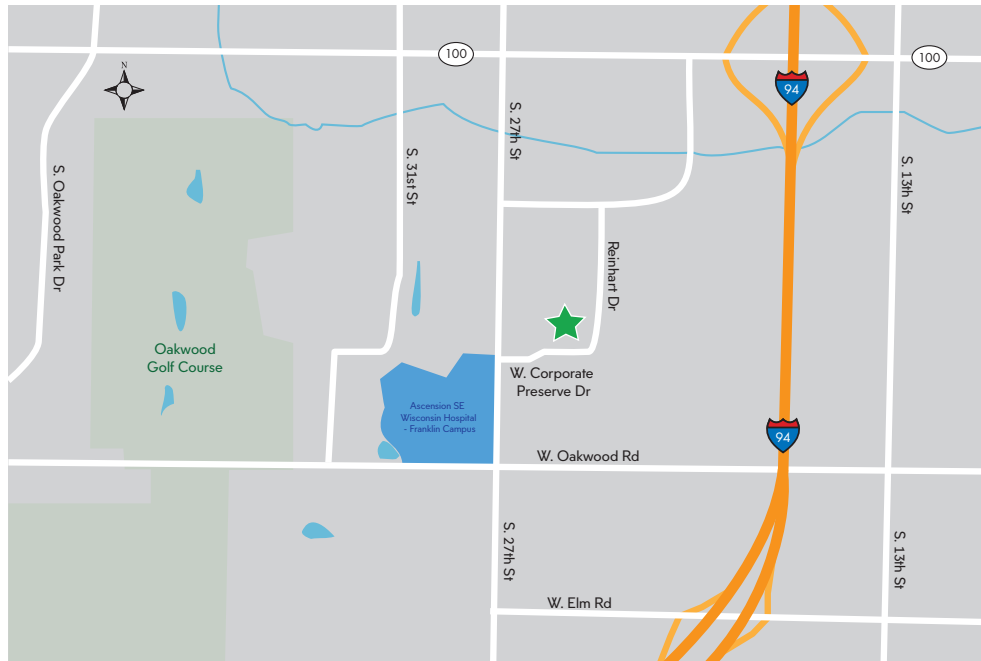 100
100
N
94
S. 27th St
S. 31st St
S. 13th St
S. Oakwood Park Dr
Reinhart Dr
Oakwood
Golf Course
W. Corporate
Preserve Dr
Ascension SE
Wisconsin Hospital
- Franklin Campus
94
W. Oakwood Rd
S. 27th St
S. 13th St
W. Elm Rd